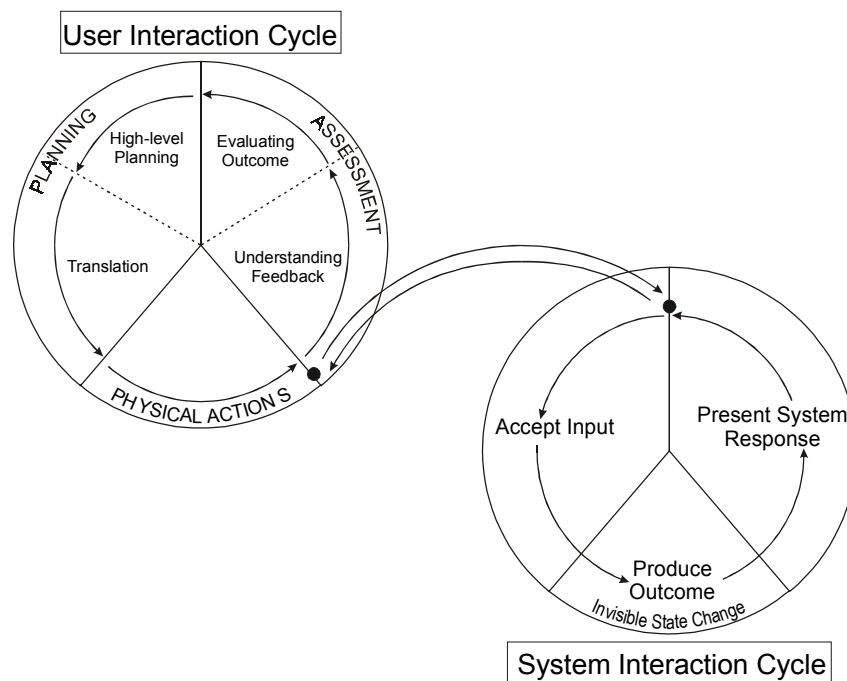 User Interaction Cycle
PLANNING
ASSESSMENT
High-level
Planning
Evaluating
Outcome
Translation
Understanding
Feedback
PHYSICAL ACTIONS
Accept Input
Present System
Response
Produce
Outcome
Invisible State Change
System Interaction Cycle